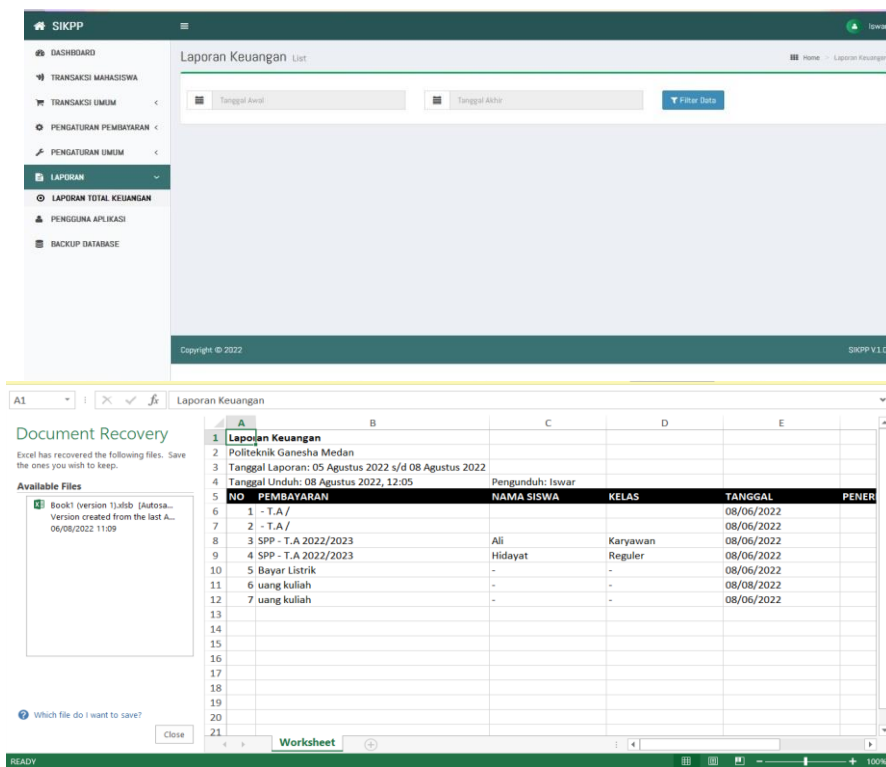 SIKPP
Iswar
DASHBOARD
TRANSAKSI MAHASISWA
TRANSAKSI UMUM
PENGATURAN PEMBAYARAN
PENGATURAN UMUM
LAPORAN
LAPORAN TOTAL KEUANGAN
PENGGUNA APLIKASI
BACKUP DATABASE
Laporan Keuangan List
Home > Laporan Keuangan
Tanggal Awal
Tanggal Akhir
Filter Data
Copyright © 2022
SIKPP V.1.0
A1
fx Laporan Keuangan
Document Recovery
Excel has recovered the following files. Save
the ones you wish to keep.
Available Files
Book1 (version 1).xlsb [Autosa...
Version created from the last A...
06/08/2022 11:09
Which file do I want to save?
Close
A B C D E
1 Laporan Keuangan
2 Politeknik Ganesha Medan
3 Tanggal Laporan: 05 Agustus 2022 s/d 08 Agustus 2022
4 Tanggal Unduh: 08 Agustus 2022, 12:05 Pengunduh: Iswar
5 NO PEMBAYARAN NAMA SISWA KELAS TANGGAL PENER
6 1 - T.A / 08/06/2022
7 2 - T.A / 08/06/2022
8 3 SPP - T.A 2022/2023 Ali Karyawan 08/06/2022
9 4 SPP - T.A 2022/2023 Hidayat Reguler 08/06/2022
10 5 Bayar Listrik - - 08/06/2022
11 6 uang kuliah - - 08/08/2022
12 7 uang kuliah - - 08/06/2022
13
14
15
16
17
18
19
20
21
Worksheet
READY
100%